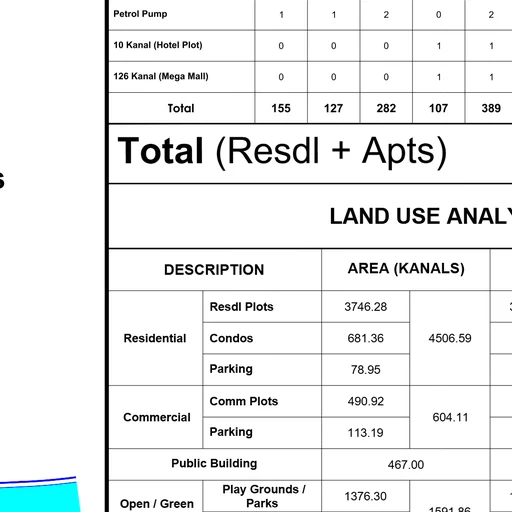 Petrol Pump 1 1 2 0 2
10 Kanal (Hotel Plot) 0 0 0 1 1
126 Kanal (Mega Mall) 0 0 0 1 1
Total 155 127 282 107 389
Total (Resdl + Apts)
s
LAND USE ANALY
DESCRIPTION AREA (KANALS)
Residential Resdl Plots 3746.28 4506.59
Condos 681.36
Parking 78.95
Commercial Comm Plots 490.92 604.11
Parking 113.19
Public Building 467.00
Open / Green Play Grounds / Parks 1376.30 1591.86